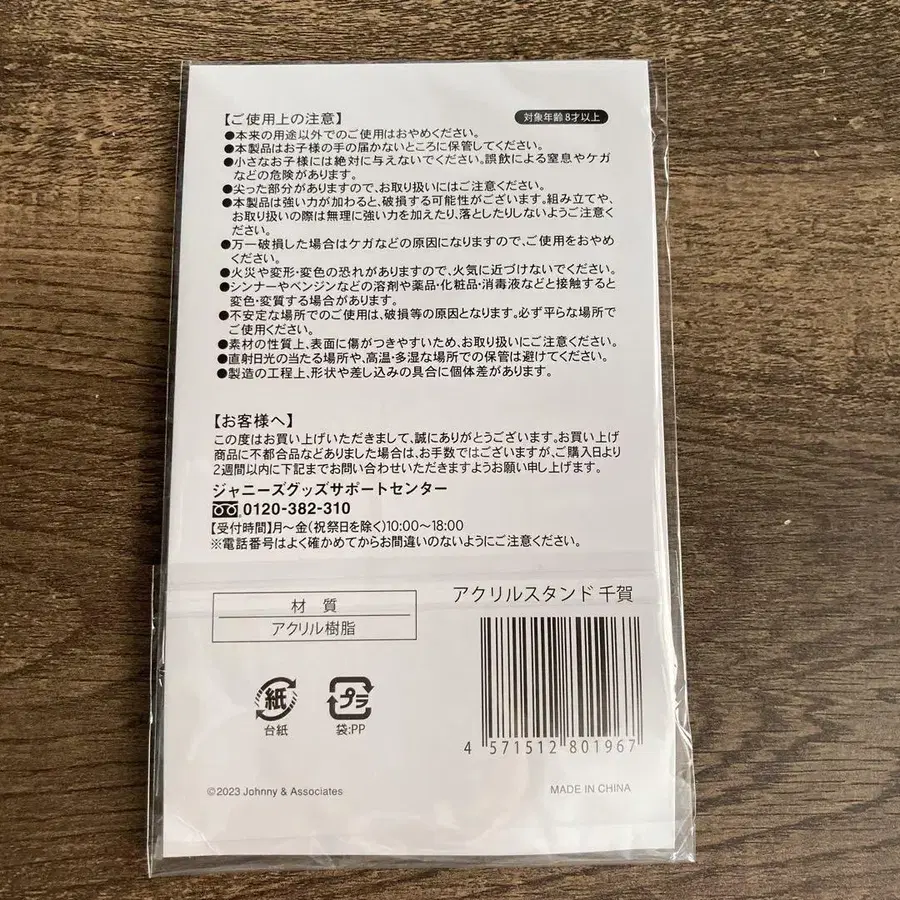 【ご使用上の注意】 対象年齢8才以上
●本来の用途以外でのご使用はおやめください。
●本製品はお子様の手の届かないところに保管してください。
●小さなお子様には絶対に与えないでください。誤飲による窒息やケガ
などの危険があります。
●尖った部分がありますので、お取り扱いにはご注意ください。
●本製品は強い力が加わると、破損する可能性がございます。組み立てや、
お取り扱いの際は無理に強い力を加えたり、落としたりしないようご注意く
ださい。
●万一破損した場合はケガなどの原因になりますので、ご使用をおやめ
ください。
●火災や変形・変色の恐れがありますので、火気に近づけないでください。
●シンナーやベンジンなどの溶剤や薬品・化粧品・消毒液などと接触すると
変色・変質する場合があります。
●不安定な場所でのご使用は、破損等の原因となります。必ず平らな場所で
ご使用ください。
●素材の性質上、表面に傷がつきやすいため、お取り扱いにご注意ください。
●直射日光の当たる場所や、高温・多湿な場所での保管は避けてください。
●製造の工程上、形状や差し込みの具合に個体差があります。
【お客様へ】
この度はお買い上げいただきまして、誠にありがとうございます。お買い上げ
商品に不都合品などありました場合は、お手数ではございますが、ご購入日より
2週間以内に下記までお問い合わせいただきますようお願い申し上げます。
ジャニーズグッズサポートセンター
0120-382-310
【受付時間】月〜金(祝祭日を除く)10:00〜18:00
※電話番号はよく確かめてからお間違いのないようにご注意ください。
アクリルスタンド 千賀
材 質
アクリル樹脂
紙
台紙
プラ
袋:PP
4 571512 801967
©2023 Johnny & Associates
MADE IN CHINA